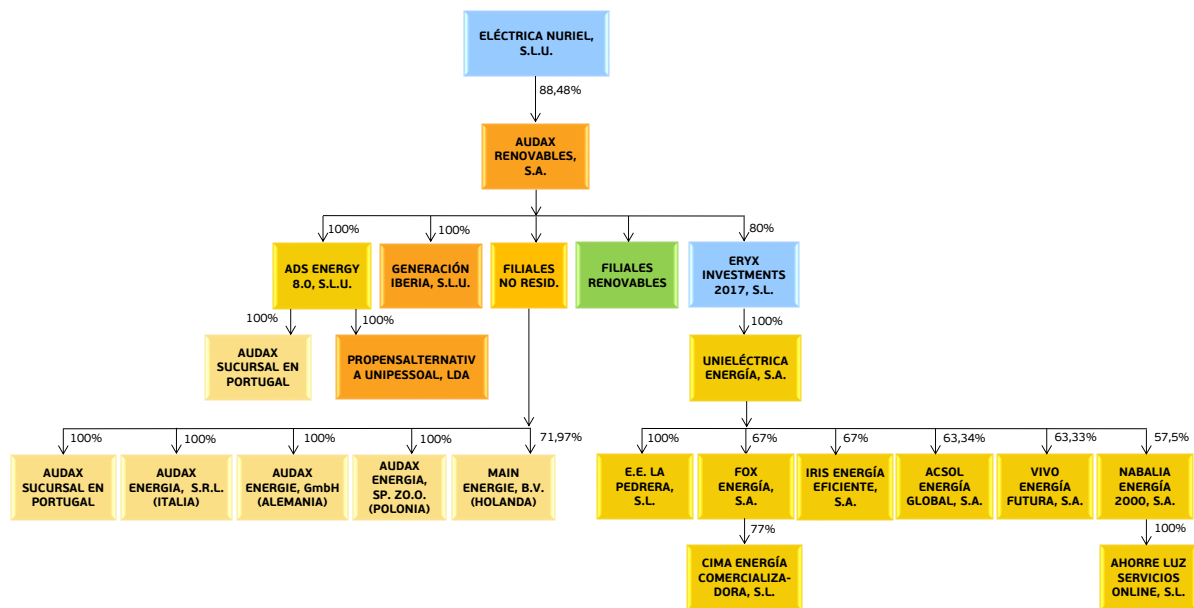 ELÉCTRICA NURIEL,
S.L.U.
88,48%
AUDAX
RENOVABLES,
S.A.
100%
100%
80%
ADS ENERGY
8.0, S.L.U.
GENERACIÓN
IBERIA, S.L.U.
FILIALES
NO RESID.
FILIALES
RENOVABLES
ERYX
INVESTMENTS
2017, S.L.
100%
100%
100%
AUDAX
SUCURSAL EN
PORTUGAL
PROPENSALTERNATIV
A UNIPESSOAL, LDA
UNIELÉCTRICA
ENERGÍA, S.A.
100%
100%
100%
100%
71,97%
100%
67%
67%
63,34%
63,33%
57,5%
AUDAX
SUCURSAL EN
PORTUGAL
AUDAX
ENERGIA, S.R.L.
(ITALIA)
AUDAX
ENERGIE, GmbH
(ALEMANIA)
AUDAX
ENERGIA,
SP. ZO.O.
(POLONIA)
MAIN
ENERGIE, B.V.
(HOLANDA)
E.E. LA
PEDRERA,
S.L.
FOX
ENERGÍA,
S.A.
IRIS ENERGÍA
EFICIENTE,
S.A.
ACSOL
ENERGÍA
GLOBAL, S.A.
VIVO
ENERGÍA
FUTURA, S.A.
NABALIA
ENERGÍA
2000, S.A.
77%
100%
CIMA ENERGÍA
COMERCIALIZA-
DORA, S.L.
AHORRE LUZ
SERVICIOS
ONLINE, S.L.